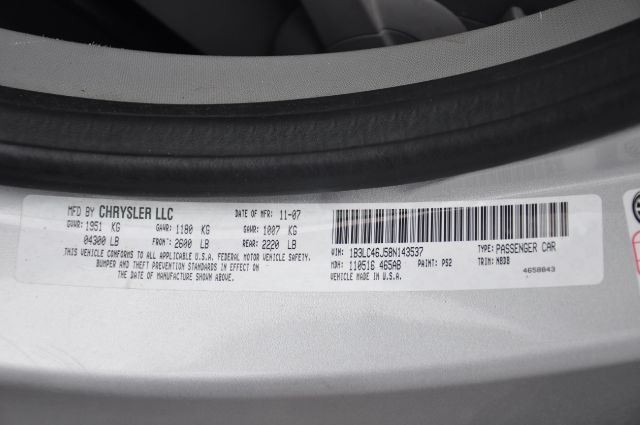 MFD BY CHRYSLER LLC DATE OF MFR: 11-07
GVWR: 1951 KG GAWR: 1180 KG GAWR: 1007 KG
04300 LB FRONT: 2600 LB REAR: 2220 LB
THIS VEHICLE CONFORMS TO ALL APPLICABLE U.S.A. FEDERAL MOTOR VEHICLE SAFETY,
BUMPER AND THEFT PREVENTION STANDARDS IN EFFECT ON
THE DATE OF MANUFACTURE SHOWN ABOVE.
VIN: 1B3LC46J58N143537 TYPE: PASSENGER CAR
MDH: 110516 465AB PAINT: PS2 TRIM: N8D8
VEHICLE MADE IN U.S.A. 4658043